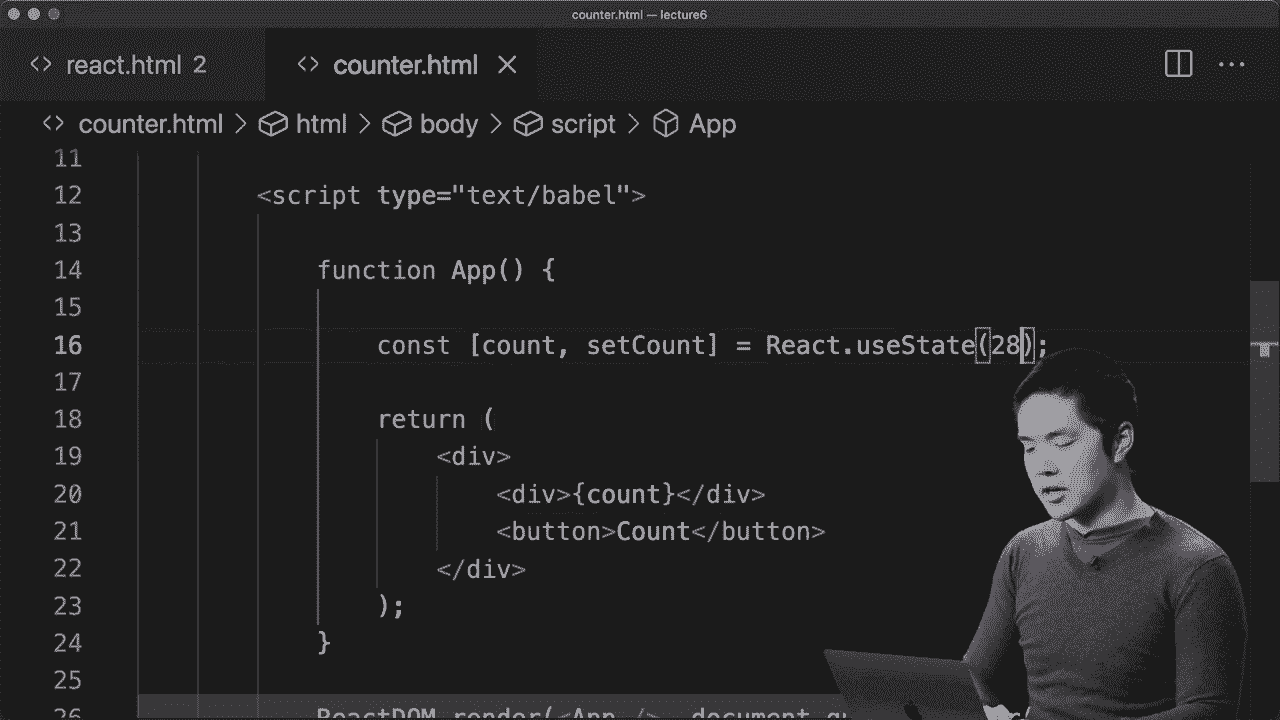 counter.html — lecture6
react.html 2 counter.html
counter.html > html > body > script > App
11
12 <script type="text/babel">
13
14 function App() {
15
16 const [count, setCount] = React.useState(28);
17
18 return (
19 <div>
20 <div>{count}</div>
21 <button>Count</button>
22 </div>
23 );
24 }
25
26 ReactDOM.render(<App />,